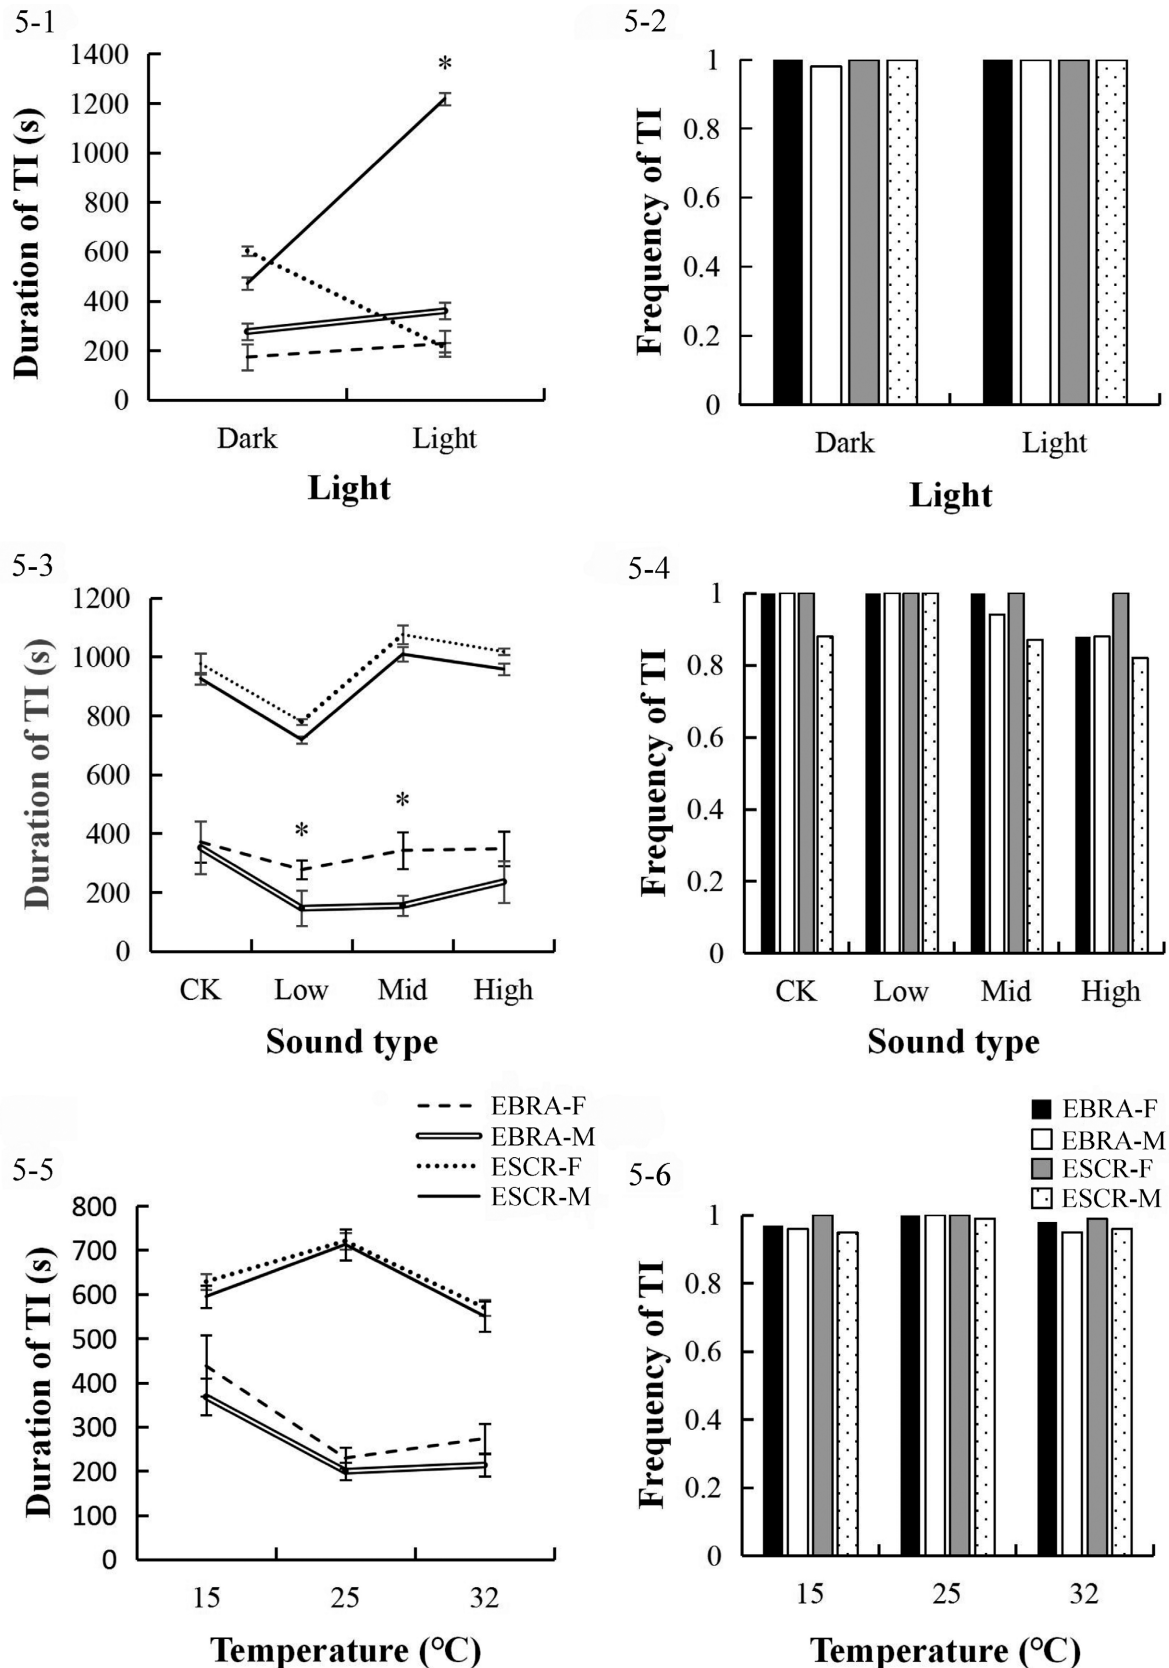 5-1
1400
1200
1000
800
600
400
200
0
Duration of TI (s)
*
Dark Light
Light
5-2
1
0.8
0.6
0.4
0.2
0
Frequency of TI
Dark Light
Light
5-3
1200
1000
800
600
400
200
0
Duration of TI (s)
* *
CK Low Mid High
Sound type
5-4
1
0.8
0.6
0.4
0.2
0
Frequency of TI
CK Low Mid High
Sound type
EBRA-F
EBRA-M
ESCR-F
ESCR-M
5-5
800
700
600
500
400
300
200
100
0
Duration of TI (s)
15 25 32
Temperature (℃)
EBRA-F
EBRA-M
ESCR-F
ESCR-M
5-6
1
0.8
0.6
0.4
0.2
0
Frequency of TI
15 25 32
Temperature (℃)